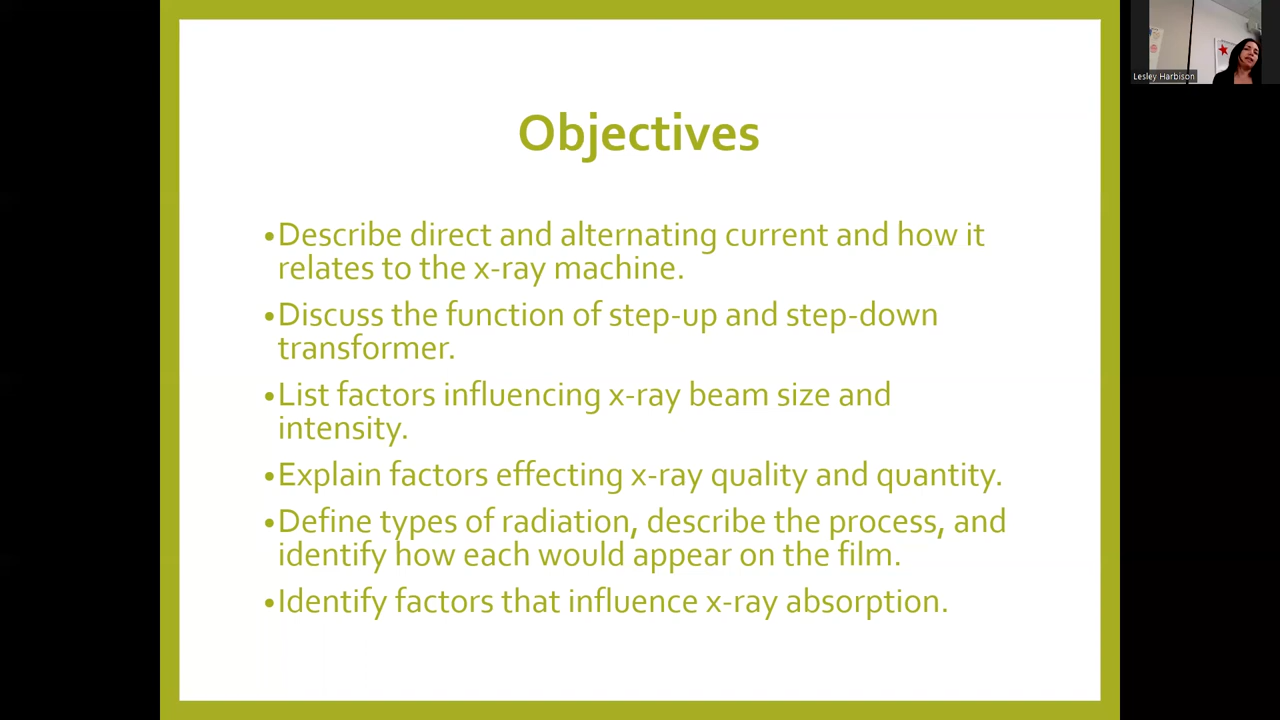 Objectives
•Describe direct and alternating current and how it
relates to the x-ray machine.
•Discuss the function of step-up and step-down
transformer.
•List factors influencing x-ray beam size and
intensity.
•Explain factors effecting x-ray quality and quantity.
•Define types of radiation, describe the process, and
identify how each would appear on the film.
•Identify factors that influence x-ray absorption.
Lesley Harbison